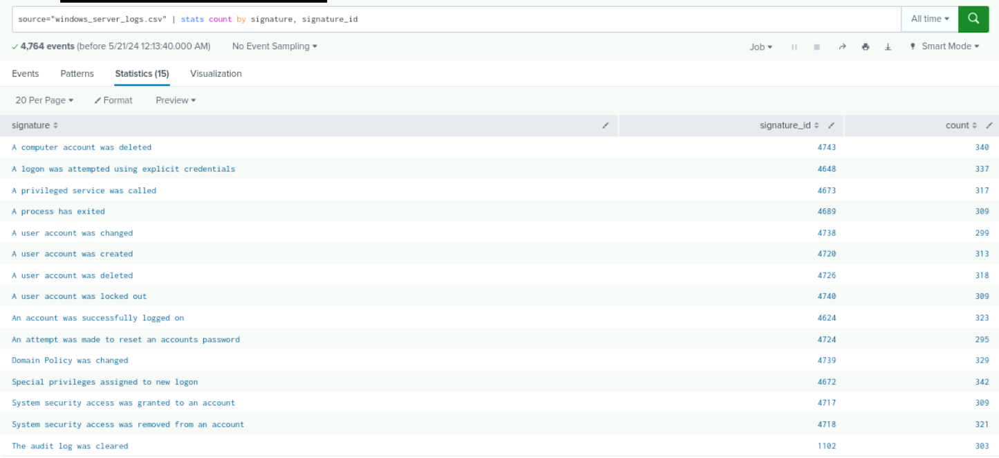 source="windows_server_logs.csv" | stats count by signature, signature_id All time
4,764 events (before 5/21/24 12:13:40.000 AM) No Event Sampling Job Smart Mode
Events Patterns Statistics (15) Visualization
20 Per Page Format Preview
signature signature_id count
A computer account was deleted 4743 340
A logon was attempted using explicit credentials 4648 337
A privileged service was called 4673 317
A process has exited 4689 309
A user account was changed 4738 299
A user account was created 4720 313
A user account was deleted 4726 318
A user account was locked out 4740 309
An account was successfully logged on 4624 323
An attempt was made to reset an accounts password 4724 295
Domain Policy was changed 4739 329
Special privileges assigned to new logon 4672 342
System security access was granted to an account 4717 309
System security access was removed from an account 4718 321
The audit log was cleared 1102 303